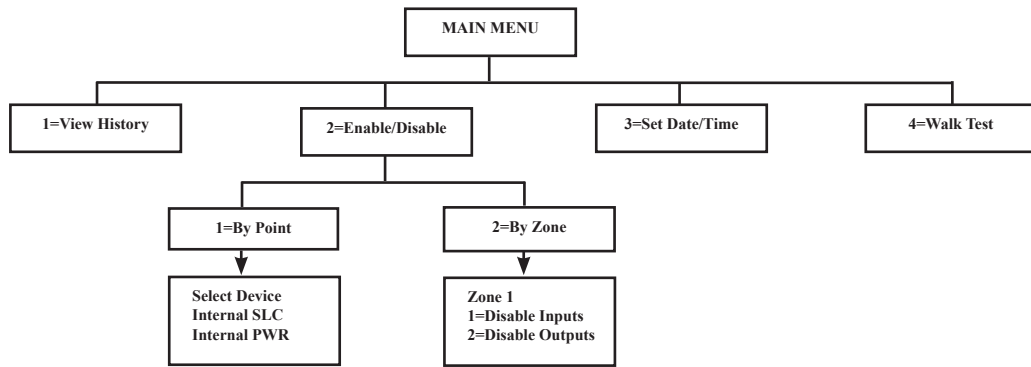 MAIN MENU
1=View History
2=Enable/Disable
3=Set Date/Time
4=Walk Test
1=By Point
2=By Zone
Select Device
Internal SLC
Internal PWR
Zone 1
1=Disable Inputs
2=Disable Outputs